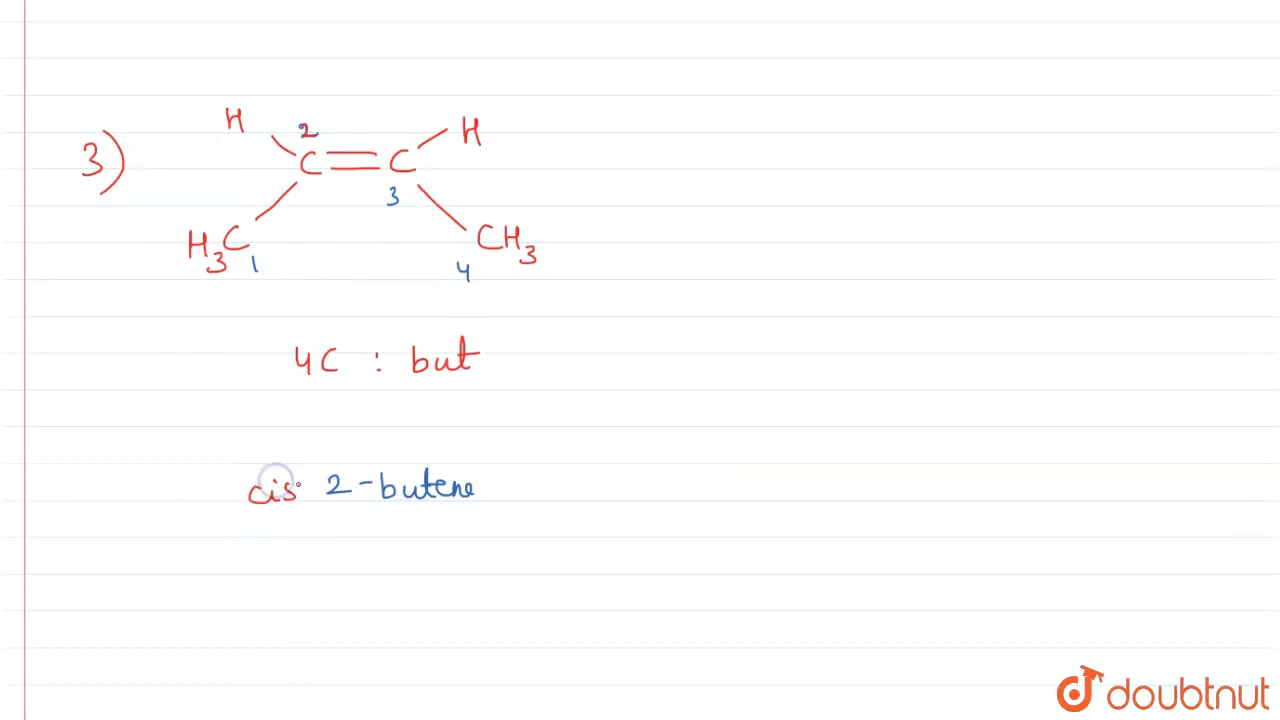 3)
H 2 H
C = C
3
H3C CH3
1 4
4C : but
cis 2-butene
doubtnut